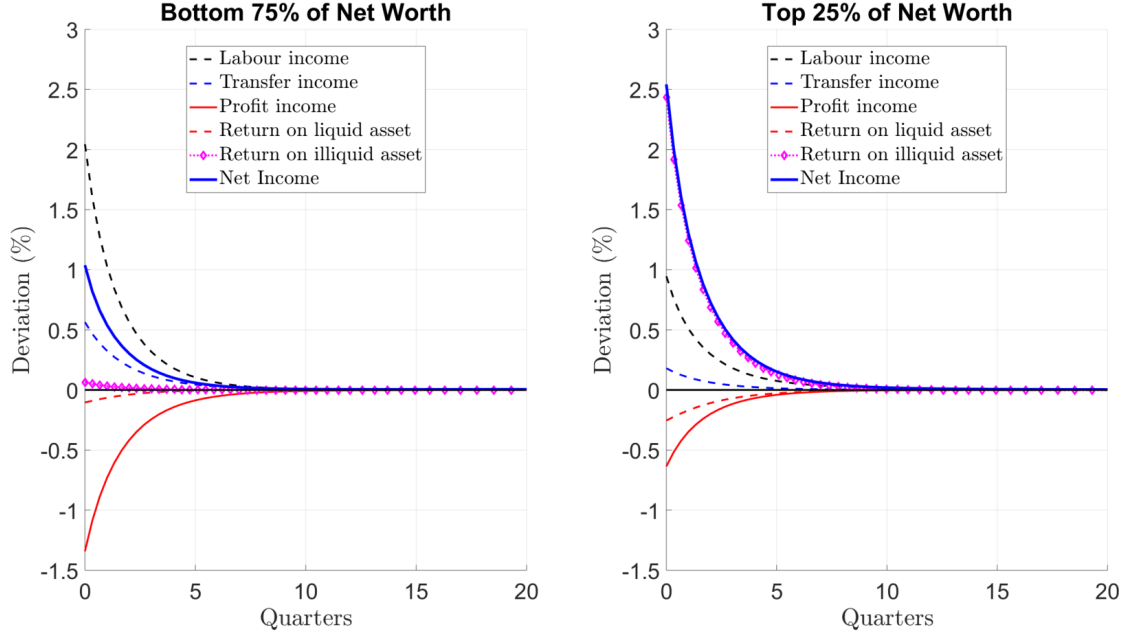 Bottom 75% of Net Worth
3
2.5
2
1.5
1
0.5
0
-0.5
-1
-1.5
Deviation (%)
Labour income
Transfer income
Profit income
Return on liquid asset
Return on illiquid asset
Net Income
0 5 10 15 20
Quarters
Top 25% of Net Worth
3
2.5
2
1.5
1
0.5
0
-0.5
-1
-1.5
Deviation (%)
Labour income
Transfer income
Profit income
Return on liquid asset
Return on illiquid asset
Net Income
0 5 10 15 20
Quarters